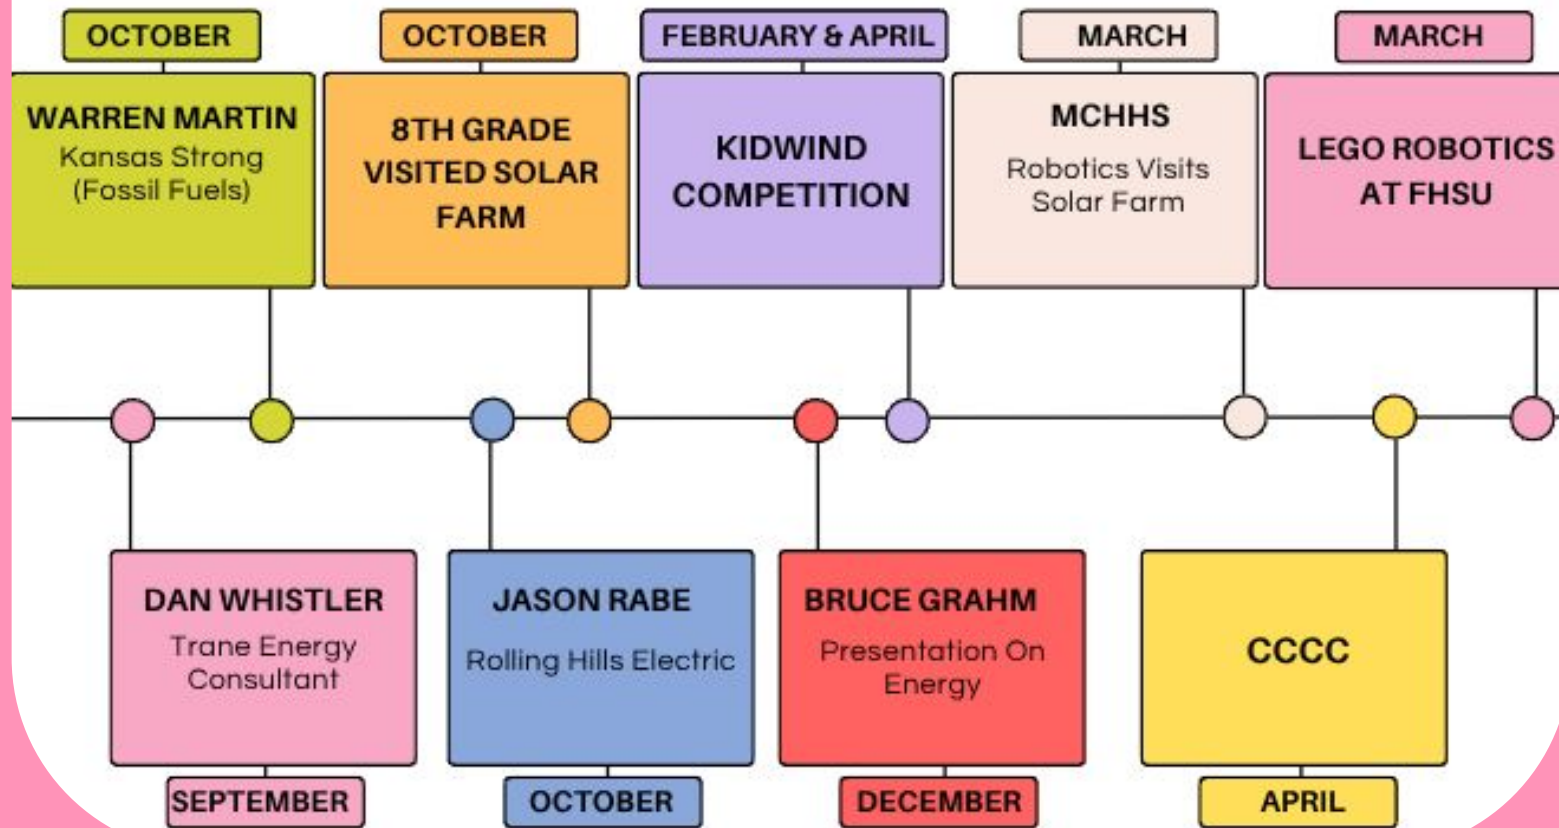 OCTOBER
WARREN MARTIN
Kansas Strong
(Fossil Fuels)
OCTOBER
8TH GRADE
VISITED SOLAR
FARM
FEBRUARY & APRIL
KIDWIND
COMPETITION
MARCH
MCHHS
Robotics Visits
Solar Farm
MARCH
LEGO ROBOTICS
AT FHSU
DAN WHISTLER
Trane Energy
Consultant
SEPTEMBER
JASON RABE
Rolling Hills Electric
OCTOBER
BRUCE GRAHM
Presentation On
Energy
DECEMBER
CCCC
APRIL